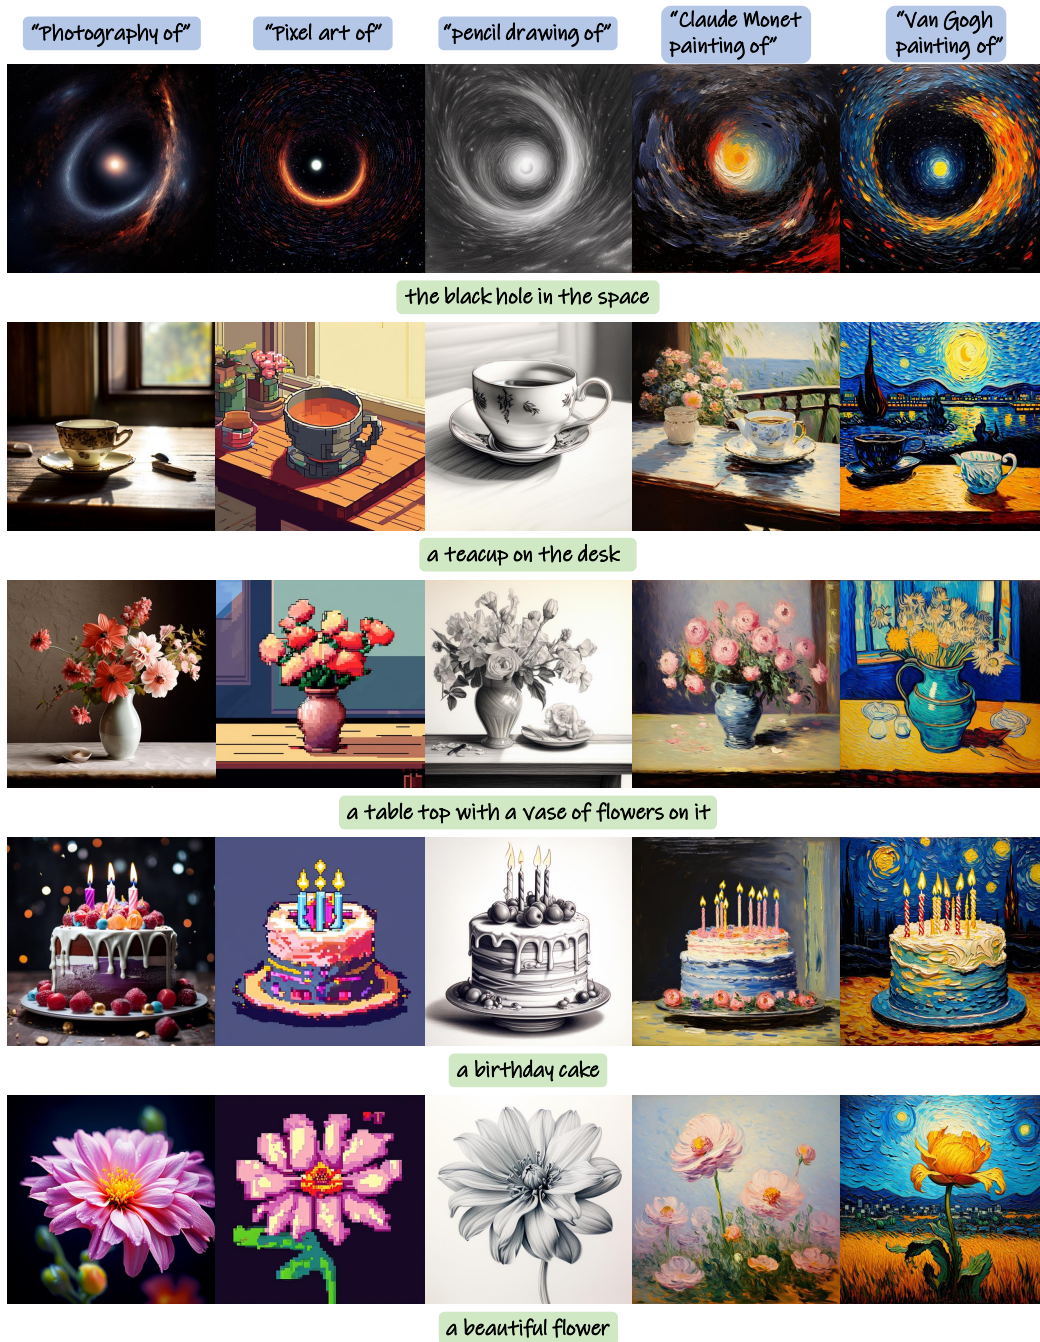 “Photography of”
“Pixel art of”
“pencil drawing of”
“Claude Monet
painting of”
“Van Gogh
painting of”
the black hole in the space
a teacup on the desk
a table top with a vase of flowers on it
a birthday cake
a beautiful flower